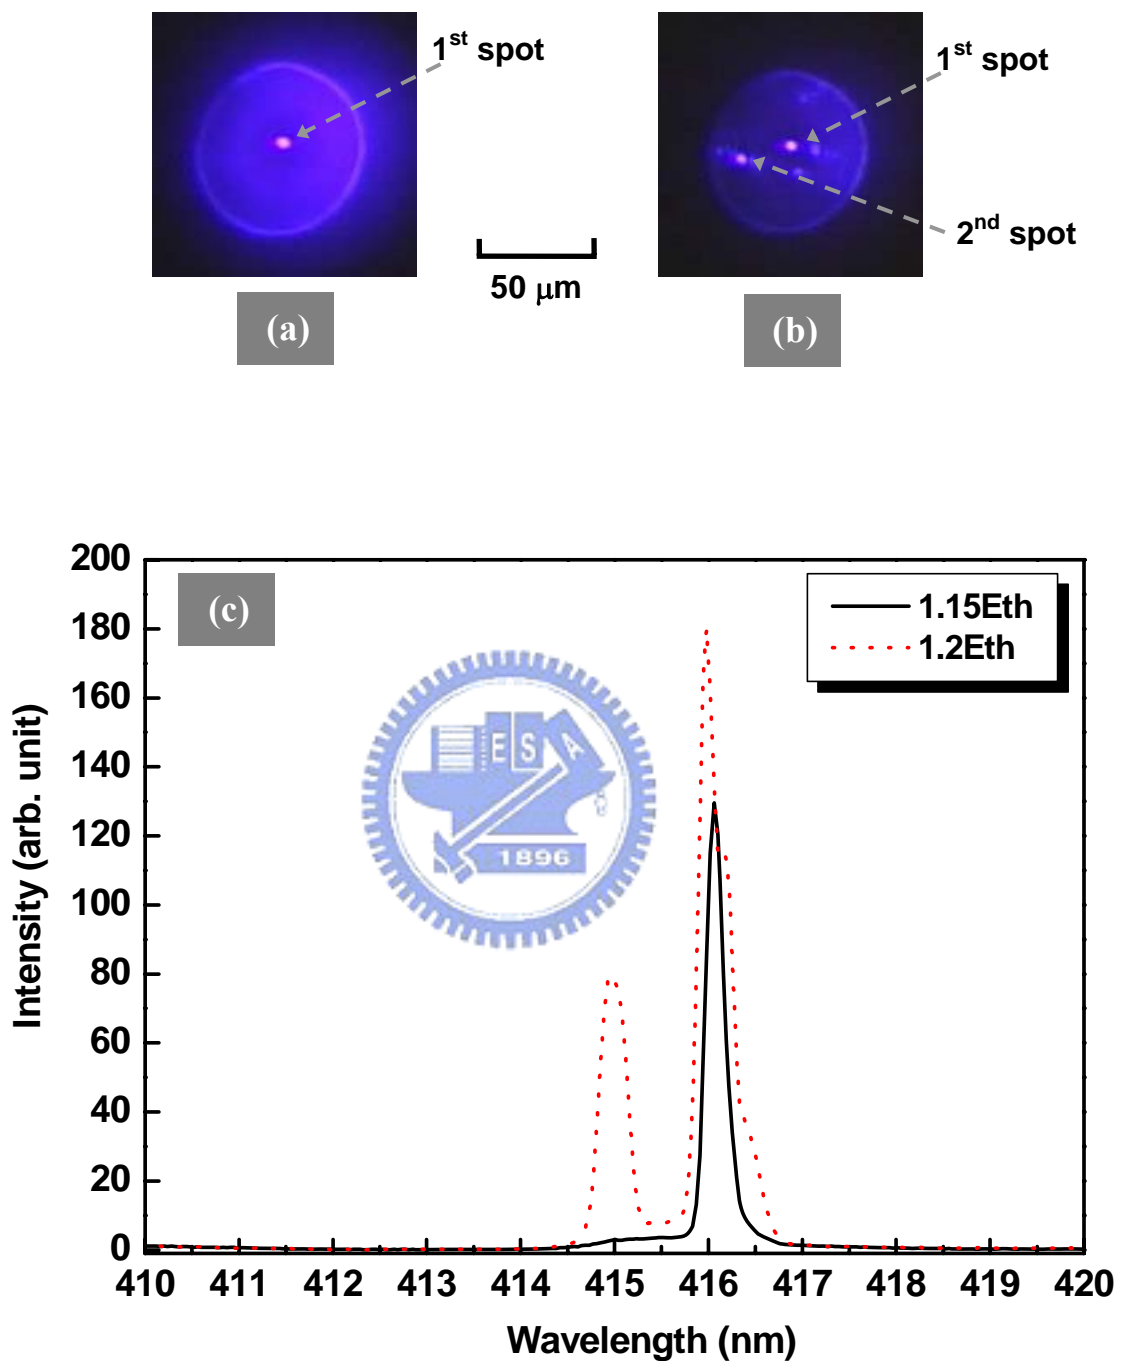 1st spot
1st spot
2nd spot
50 μm
(a)
(b)
200
180
160
140
120
100
80
60
40
20
0
Intensity (arb. unit)
(c)
1.15Eth
1.2Eth
E S A
1896
410 411 412 413 414 415 416 417 418 419 420
Wavelength (nm)